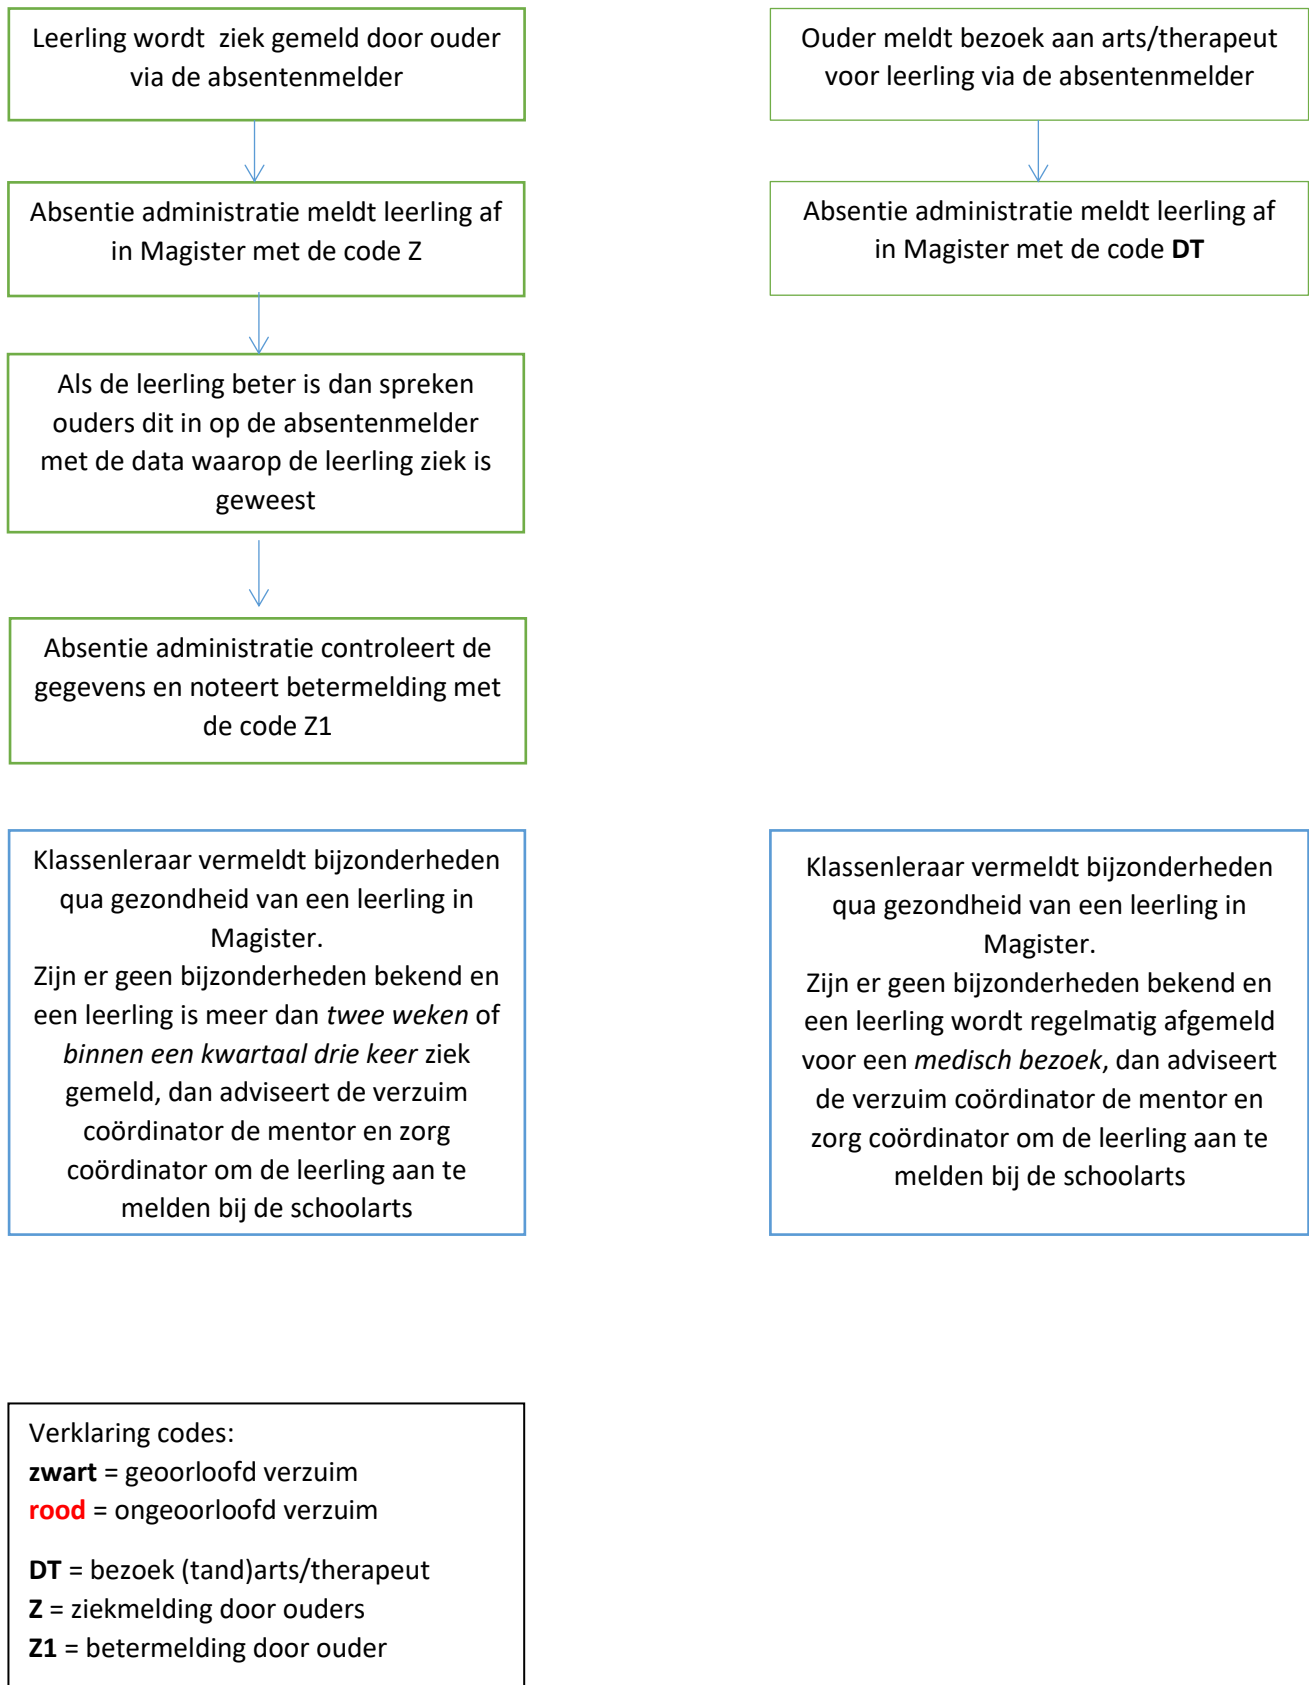 Leerling wordt  ziek gemeld door ouder
via de absentenmelder
Absentie administratie meldt leerling af
in Magister met de code Z
Als de leerling beter is dan spreken
ouders dit in op de absentenmelder
met de data waarop de leerling ziek is
geweest
Absentie administratie controleert de
gegevens en noteert betermelding met
de code Z1
Klassenleraar vermeldt bijzonderheden
qua gezondheid van een leerling in
Magister.
Zijn er geen bijzonderheden bekend en
een leerling is meer dan twee weken of
binnen een kwartaal drie keer ziek
gemeld, dan adviseert de verzuim
coördinator de mentor en zorg
coördinator om de leerling aan te
melden bij de schoolarts
Ouder meldt bezoek aan arts/therapeut
voor leerling via de absentenmelder
Absentie administratie meldt leerling af
in Magister met de code DT
Klassenleraar vermeldt bijzonderheden
qua gezondheid van een leerling in
Magister.
Zijn er geen bijzonderheden bekend en
een leerling wordt regelmatig afgemeld
voor een medisch bezoek, dan adviseert
de verzuim coördinator de mentor en
zorg coördinator om de leerling aan te
melden bij de schoolarts
Verklaring codes:
zwart = geoorloofd verzuim
rood = ongeoorloofd verzuim
DT = bezoek (tand)arts/therapeut
Z = ziekmelding door ouders
Z1 = betermelding door ouder